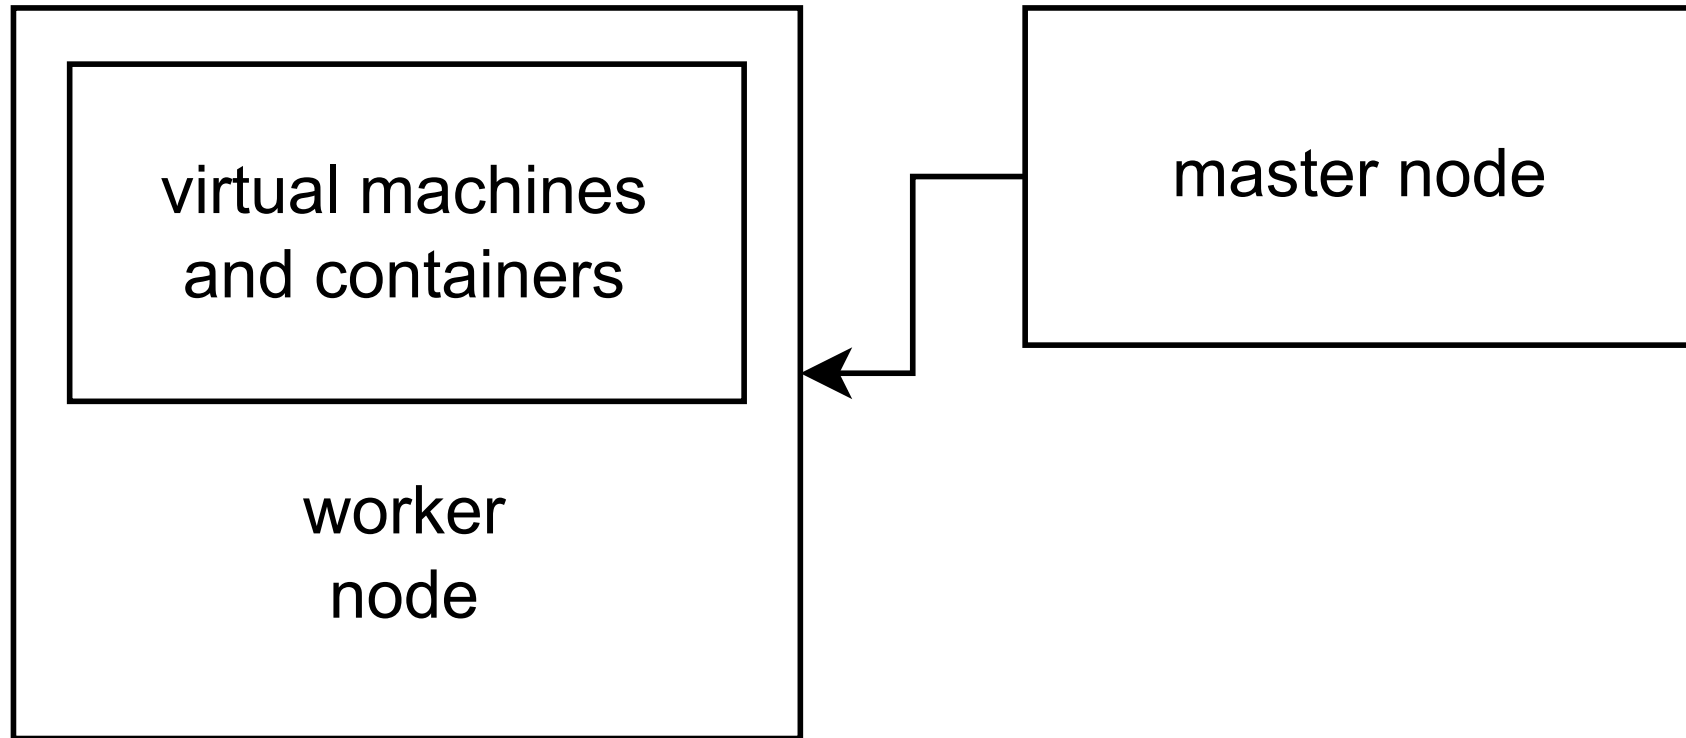 virtual machines
and containers
worker
node
master node